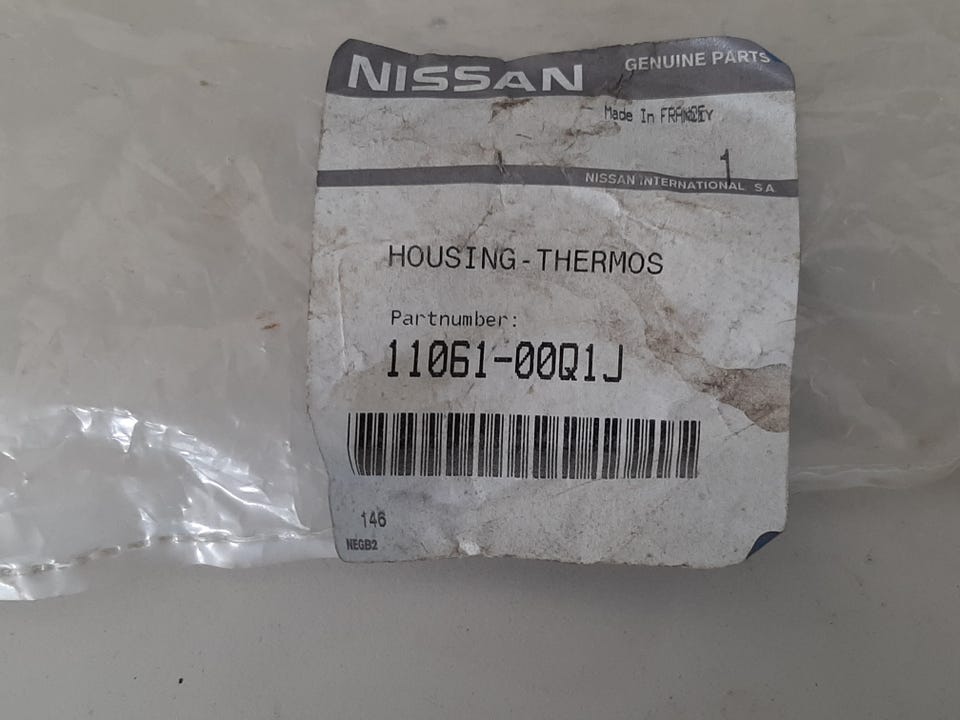 NISSAN GENUINE PARTS
Made In
1
NISSAN INTERNATIONAL SA
HOUSING-THERMOS
Partnumber:
11061-00Q1J
146
NEGB2